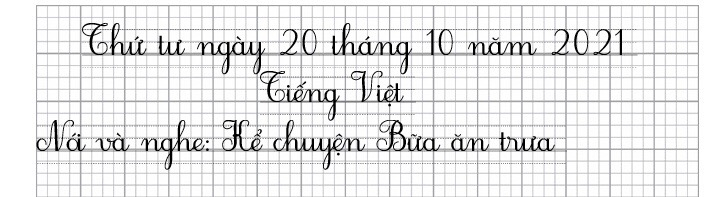 Thứ tư ngày 20 tháng 10 năm 2021
Tiếng Việt
Nói và nghe: Kể chuyện Bữa ăn trưa